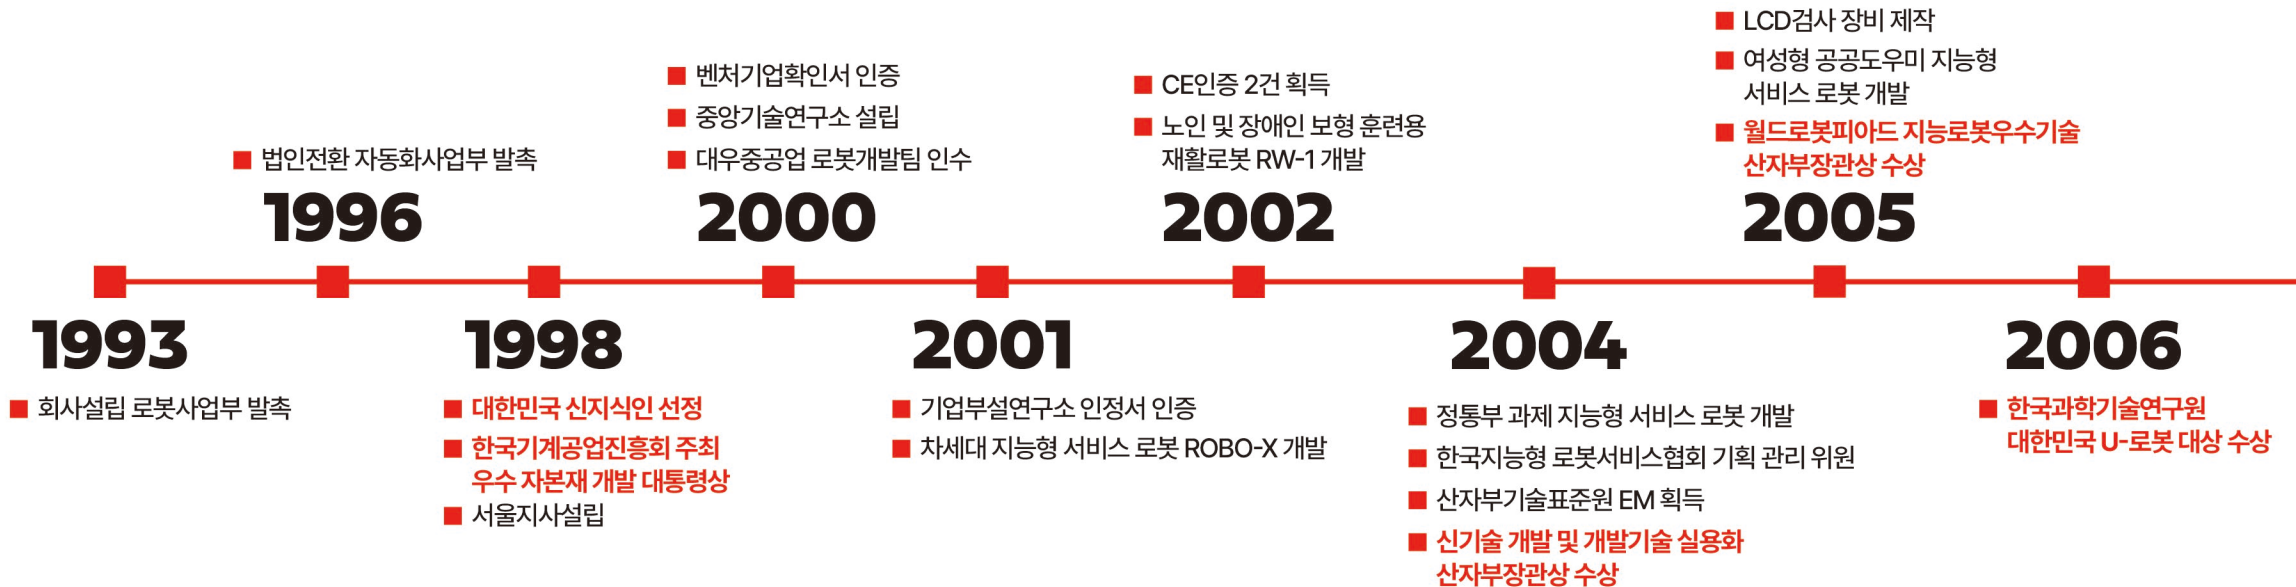 1993
회사설립 로봇사업부 발촉
법인전환 자동화사업부 발촉
1996
1998
대한민국 신지식인 선정
한국기계공업진흥회 주최
우수 자본재 개발 대통령상
서울지사설립
벤처기업확인서 인증
중앙기술연구소 설립
대우중공업 로봇개발팀 인수
2000
2001
기업부설연구소 인정서 인증
차세대 지능형 서비스 로봇 ROBO-X 개발
CE인증 2건 획득
노인 및 장애인 보형 훈련용
재활로봇 RW-1 개발
2002
2004
정통부 과제 지능형 서비스 로봇 개발
한국지능형 로봇서비스협회 기획 관리 위원
산자부기술표준원 EM 획득
신기술 개발 및 개발기술 실용화
산자부장관상 수상
LCD검사 장비 제작
여성형 공공도우미 지능형
서비스 로봇 개발
월드로봇피아드 지능로봇우수기술
산자부장관상 수상
2005
2006
한국과학기술연구원
대한민국 U-로봇 대상 수상